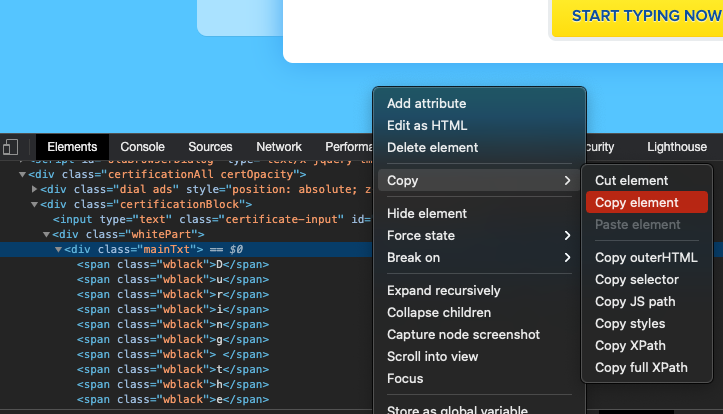 START TYPING NOW
Elements Console Sources Network Performa curity Lighthouse
<div class="certificationAll certOpacity">
<div class="dial ads" style="position: absolute; z
<div class="certificationBlock">
<input type="text" class="certificate-input" id=
<div class="whitePart">
<div class="mainTxt"> == $0
<span class="wblack">D</span>
<span class="wblack">u</span>
<span class="wblack">r</span>
<span class="wblack">i</span>
<span class="wblack">n</span>
<span class="wblack">g</span>
<span class="wblack"> </span>
<span class="wblack">t</span>
<span class="wblack">h</span>
<span class="wblack">e</span>
Add attribute
Edit as HTML
Delete element
Copy
Hide element
Force state
Break on
Expand recursively
Collapse children
Capture node screenshot
Scroll into view
Focus
Store as global variable
Cut element
Copy element
Paste element
Copy outerHTML
Copy selector
Copy JS path
Copy styles
Copy XPath
Copy full XPath